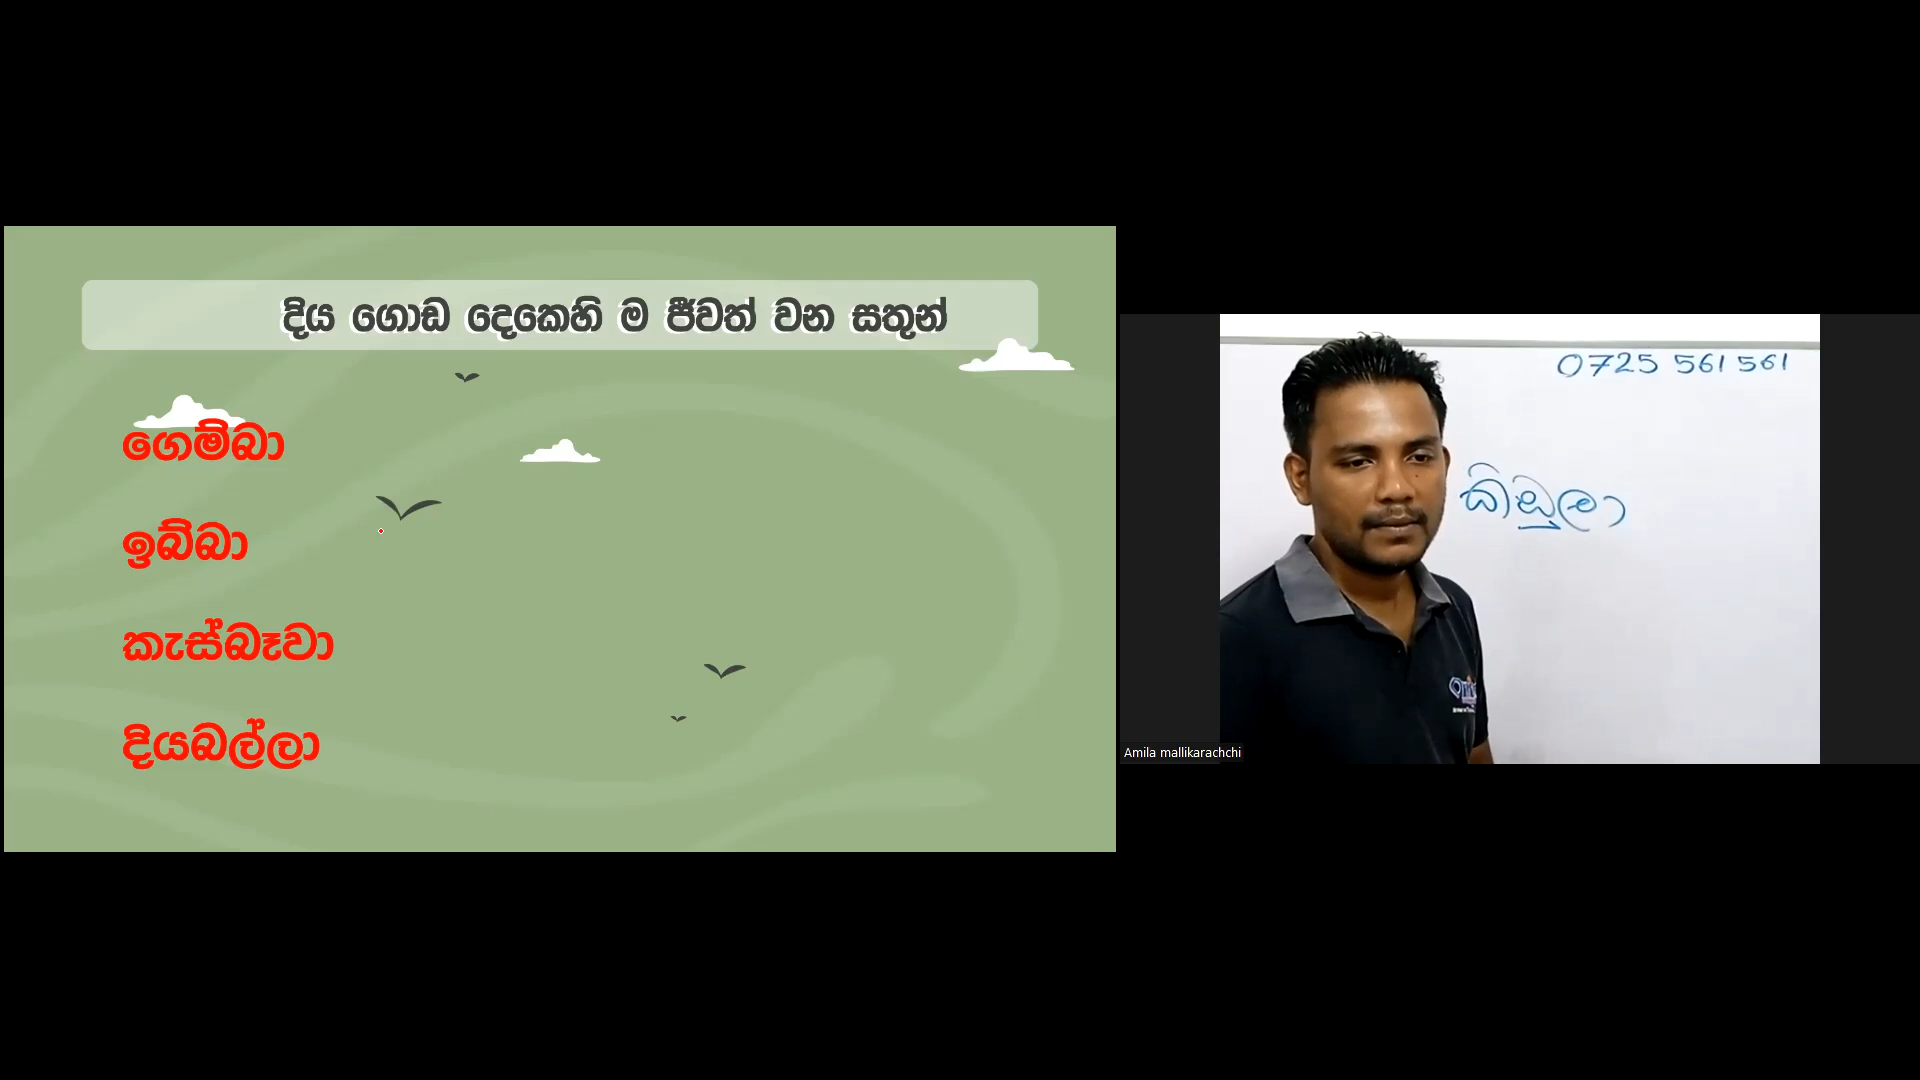 දිය ගොඩ දෙකෙහි ම ජීවත් වන සතුන්
ගෙම්බා
ඉබ්බා
කැස්බෑවා
දියබල්ලා
0725 561 561
කිඹුලා
Amila mallikarachchi